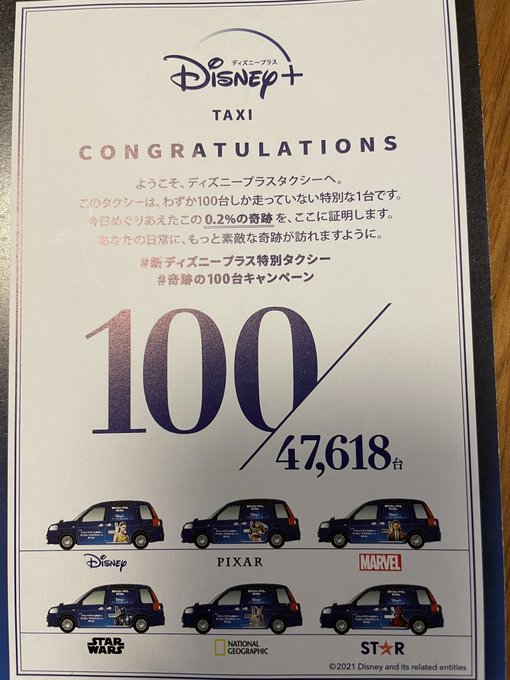 ディズニープラス
Disney+
TAXI
CONGRATULATIONS
ようこそ、ディズニープラスタクシーへ。
このタクシーは、わずか100台しか走っていない特別な1台です。
今日めぐりあえたこの 0.2%の奇跡 を、ここに証明します。
あなたの日常に、もっと素敵な奇跡が訪れますように。
#新ディズニープラス特別タクシー
#奇跡の100台キャンペーン
100/47,618台
Disney PIXAR MARVEL
STAR WARS NATIONAL GEOGRAPHIC STAR
©2021 Disney and its related entities